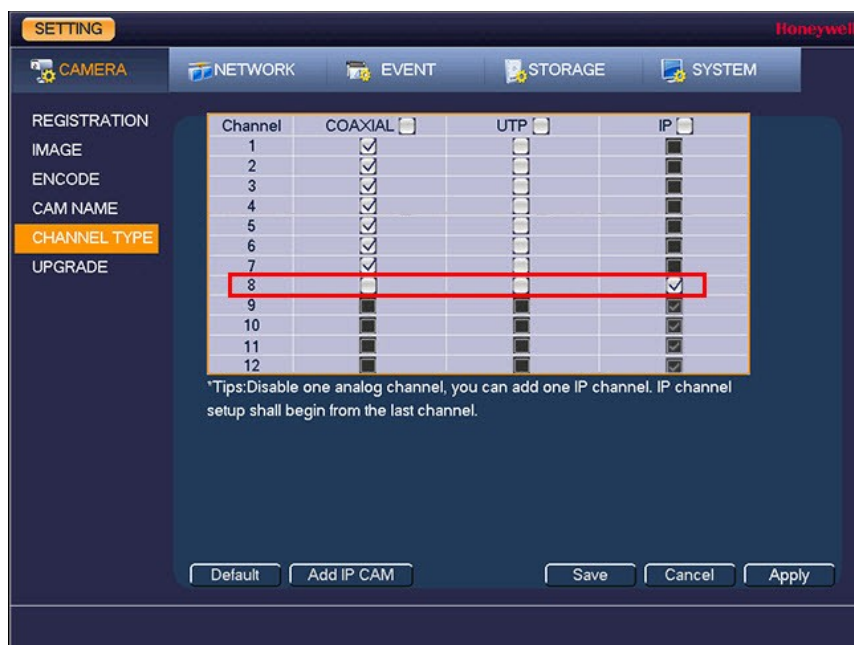 SETTING
Honeywell
CAMERA NETWORK EVENT STORAGE SYSTEM
REGISTRATION
IMAGE
ENCODE
CAM NAME
CHANNEL TYPE
UPGRADE
Channel COAXIAL UTP IP
1
2
3
4
5
6
7
8
9
10
11
12
*Tips:Disable one analog channel, you can add one IP channel. IP channel
setup shall begin from the last channel.
Default Add IP CAM Save Cancel Apply